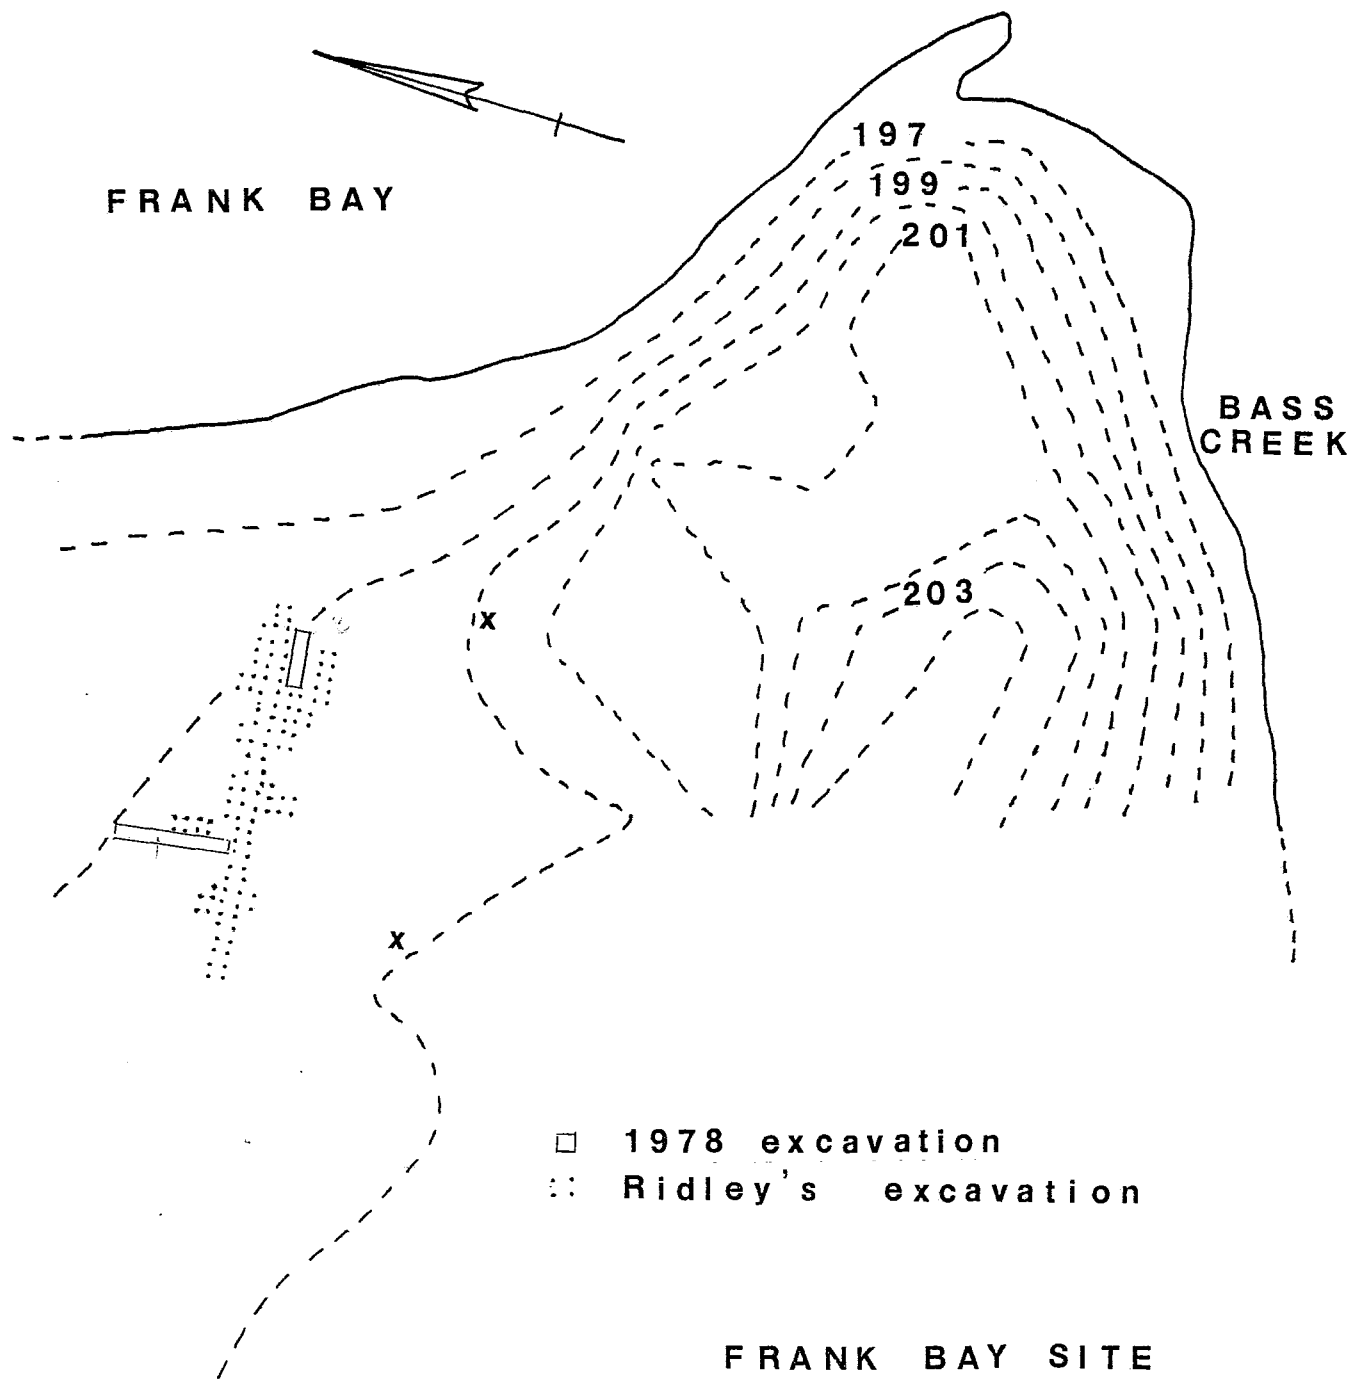 197
FRANK BAY
199
201
BASS
CREEK
203
x
x
1978 excavation
Ridley's excavation
FRANK BAY SITE